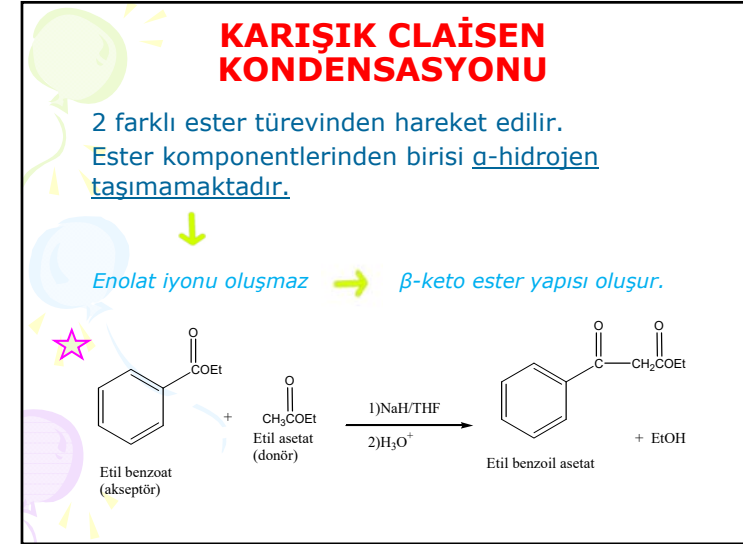 KARIŞIK CLAİSEN
KONDENSASYONU
2 farklı ester türevinden hareket edilir.
Ester komponentlerinden birisi α-hidrojen
taşımamaktadır.
Enolat iyonu oluşmaz
β-keto ester yapısı oluşur.
O
COEt
+
O
CH₃COEt
Etil asetat
(donör)
Etil benzoat
(akseptör)
1)NaH/THF
2)H₃O⁺
O O
C CH₂COEt
+ EtOH
Etil benzoil asetat